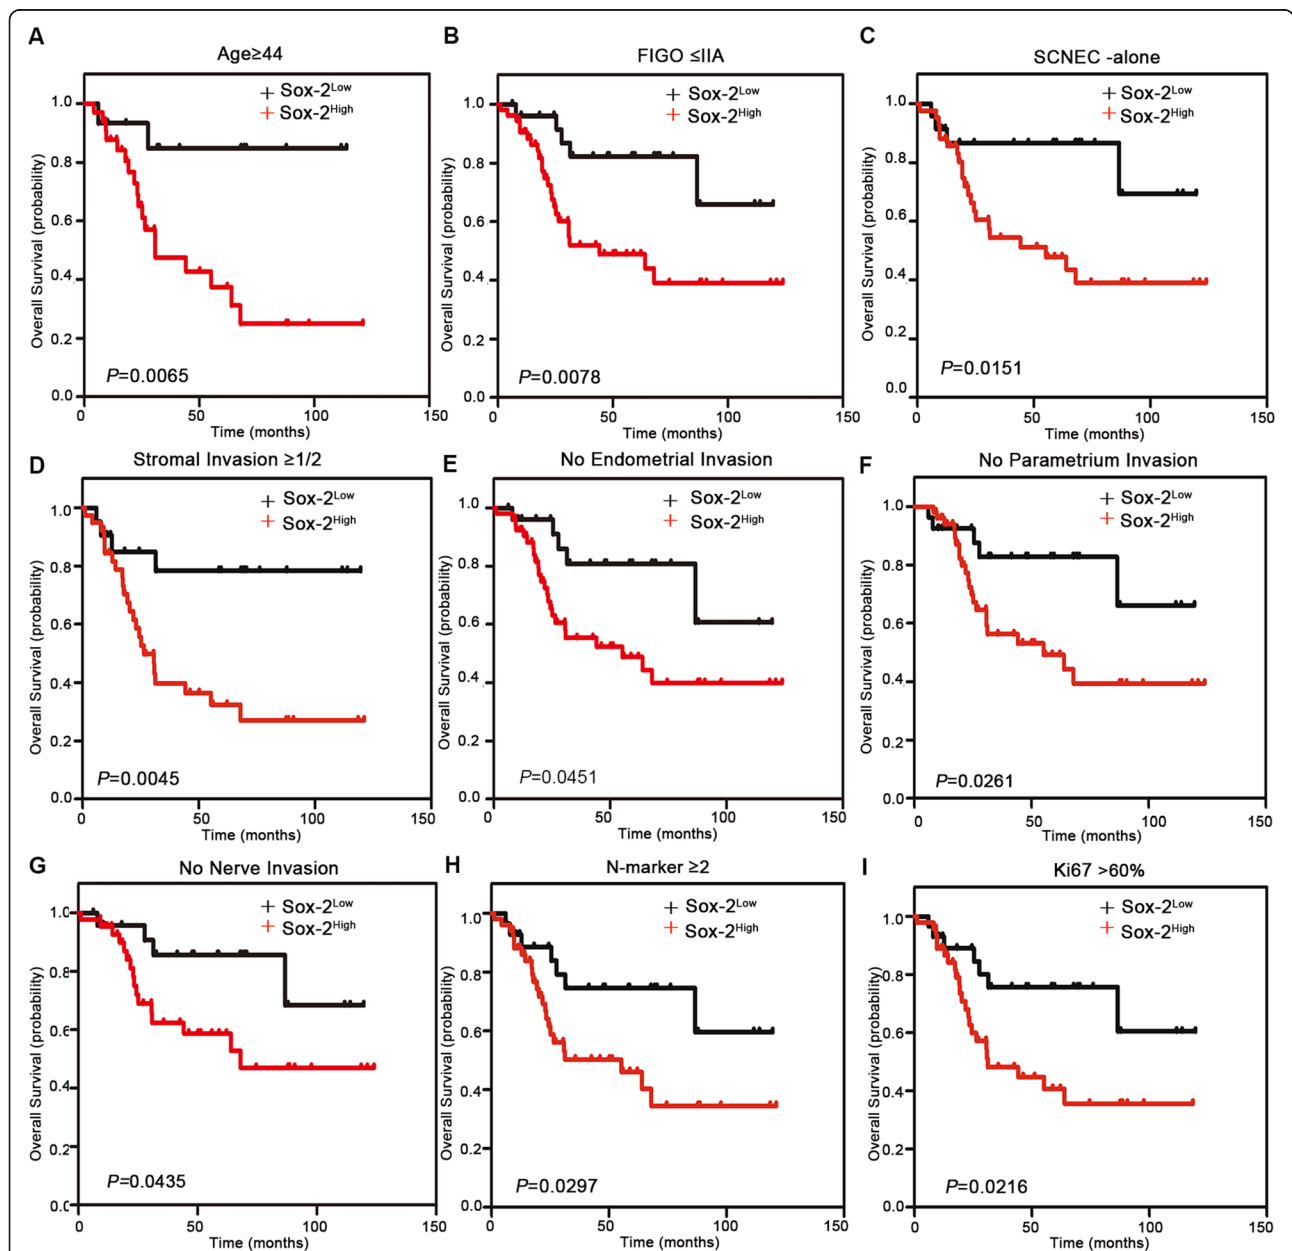 A
Age≥44
Sox-2Low
Sox-2High
Overall Survival (probability)
1.0
0.8
0.6
0.4
0.2
0.0
P=0.0065
0 50 100 150
Time (months)
B
FIGO ≤IIA
Sox-2Low
Sox-2High
Overall Survival (probability)
1.0
0.8
0.6
0.4
0.2
0.0
P=0.0078
0 50 100 150
Time (months)
C
SCNEC -alone
Sox-2Low
Sox-2High
Overall Survival (probability)
1.0
0.8
0.6
0.4
0.2
0.0
P=0.0151
0 50 100 150
Time (months)
D
Stromal Invasion ≥1/2
Sox-2Low
Sox-2High
Overall Survival (probability)
1.0
0.8
0.6
0.4
0.2
0.0
P=0.0045
0 50 100 150
Time (months)
E
No Endometrial Invasion
Sox-2Low
Sox-2High
Overall Survival (probability)
1.0
0.8
0.6
0.4
0.2
0.0
P=0.0451
0 50 100 150
Time (months)
F
No Parametrium Invasion
Sox-2Low
Sox-2High
Overall Survival (probability)
1.0
0.8
0.6
0.4
0.2
0.0
P=0.0261
0 50 100 150
Time (months)
G
No Nerve Invasion
Sox-2Low
Sox-2High
Overall Survival (probability)
1.0
0.8
0.6
0.4
0.2
0.0
P=0.0435
0 50 100 150
Time (months)
H
N-marker ≥2
Sox-2Low
Sox-2High
Overall Survival (probability)
1.0
0.8
0.6
0.4
0.2
0.0
P=0.0297
0 50 100 150
Time (months)
I
Ki67 >60%
Sox-2Low
Sox-2High
Overall Survival (probability)
1.0
0.8
0.6
0.4
0.2
0.0
P=0.0216
0 50 100 150
Time (months)